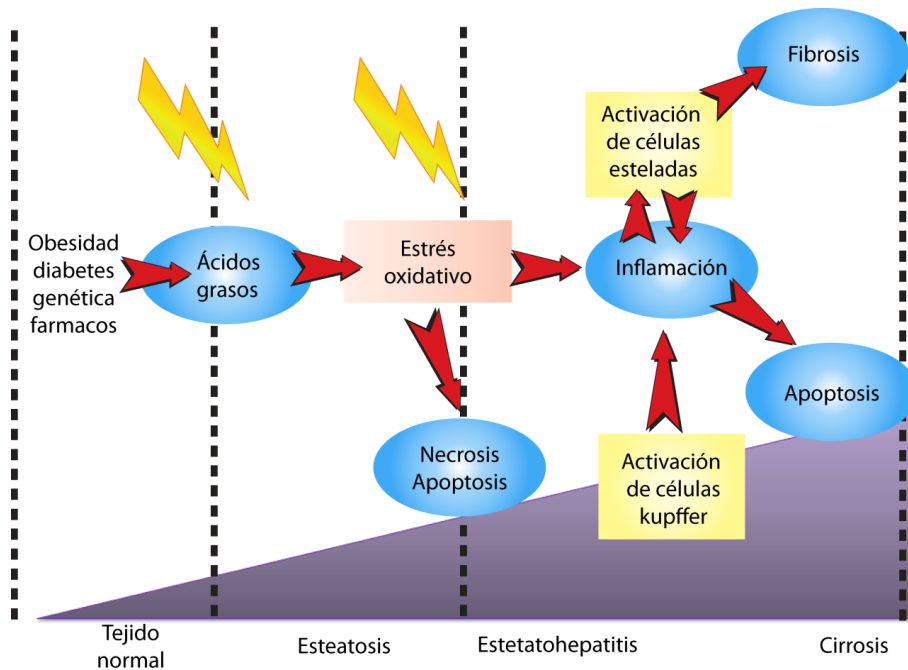 Fibrosis
Activación
de células
esteladas
Obesidad
diabetes
genética
farmacos
Ácidos
grasos
Estrés
oxidativo
Inflamación
Apoptosis
Necrosis
Apoptosis
Activación
de células
kupffer
Tejido
normal
Esteatosis
Estetatohepatitis
Cirrosis